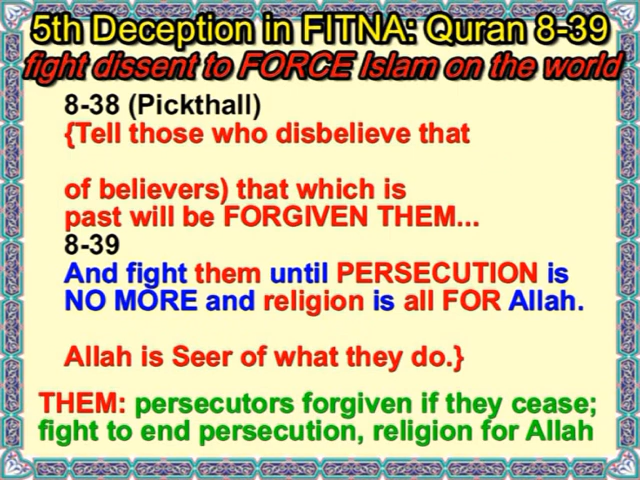 5th Deception in FITNA: Quran 8-39
fight dissent to FORCE Islam on the world
8-38 (Pickthall)
{Tell those who disbelieve that
of believers) that which is
past will be FORGIVEN THEM...
8-39
And fight them until PERSECUTION is
NO MORE and religion is all FOR Allah.
Allah is Seer of what they do.}
THEM: persecutors forgiven if they cease;
fight to end persecution, religion for Allah